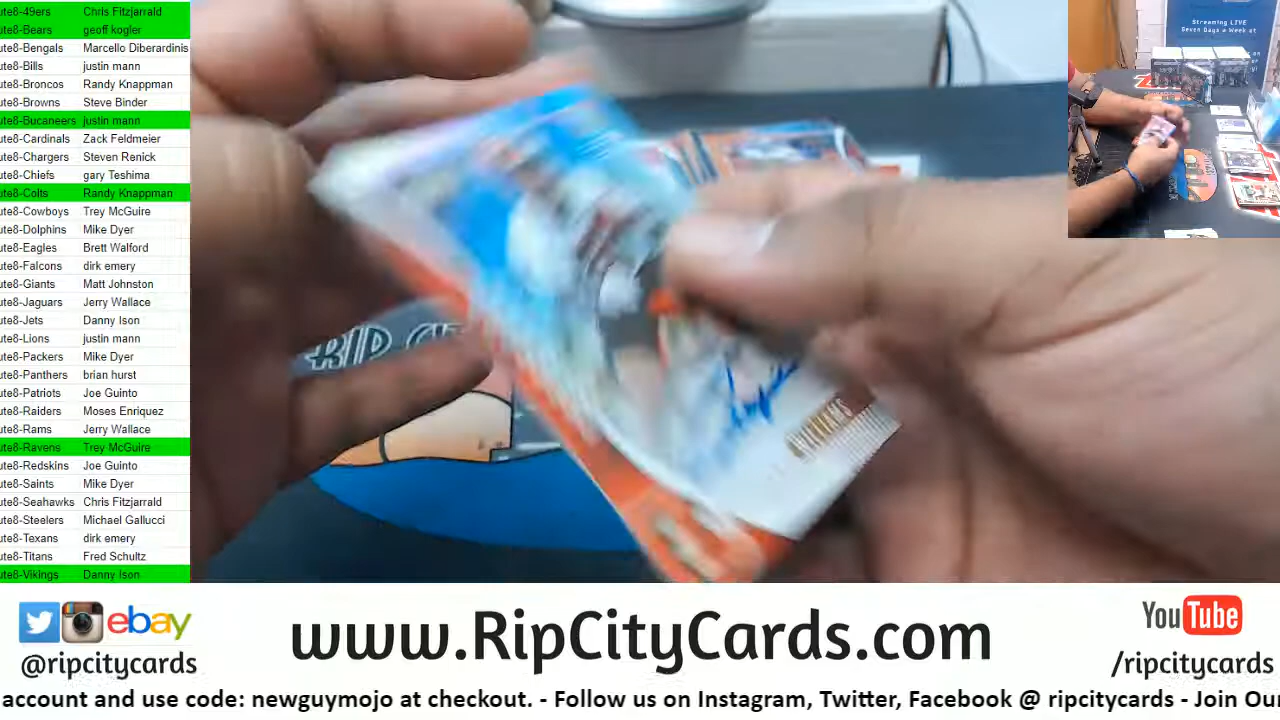 ute8-49ers Chris Fitzjarrald
ute8-Bears geoff kogler
ute8-Bengals Marcello Diberardinis
ute8-Bills justin mann
ute8-Broncos Randy Knappman
ute8-Browns Steve Binder
ute8-Bucaneers justin mann
ute8-Cardinals Zack Feldmeier
ute8-Chargers Steven Renick
ute8-Chiefs gary Teshima
ute8-Colts Randy Knappman
ute8-Cowboys Trey McGuire
ute8-Dolphins Mike Dyer
ute8-Eagles Brett Walford
ute8-Falcons dirk emery
ute8-Giants Matt Johnston
ute8-Jaguars Jerry Wallace
ute8-Jets Danny Ison
ute8-Lions justin mann
ute8-Packers Mike Dyer
ute8-Panthers brian hurst
ute8-Patriots Joe Guinto
ute8-Raiders Moses Enriquez
ute8-Rams Jerry Wallace
ute8-Ravens Trey McGuire
ute8-Redskins Joe Guinto
ute8-Saints Mike Dyer
ute8-Seahawks Chris Fitzjarrald
ute8-Steelers Michael Gallucci
ute8-Texans dirk emery
ute8-Titans Fred Schultz
ute8-Vikings Danny Ison
Streaming LIVE
Seven Days a Week at
RIP
WILLIAMS
ebay
@ripcitycards
www.RipCityCards.com
YouTube
/ripcitycards
account and use code: newguymojo at checkout. - Follow us on Instagram, Twitter, Facebook @ ripcitycards - Join Our